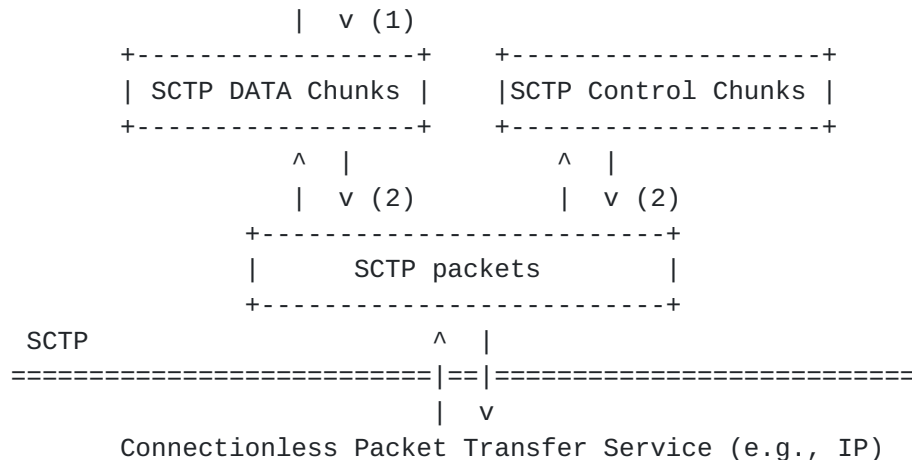 |  v (1)
+------------------+    +--------------------+
| SCTP DATA Chunks |    |SCTP Control Chunks |
+------------------+    +--------------------+
^  |             ^  |
|  v (2)         |  v (2)
+--------------------------+
|      SCTP packets        |
+--------------------------+
SCTP                      ^  |
===========================|==|===========================
|  v
Connectionless Packet Transfer Service (e.g., IP)